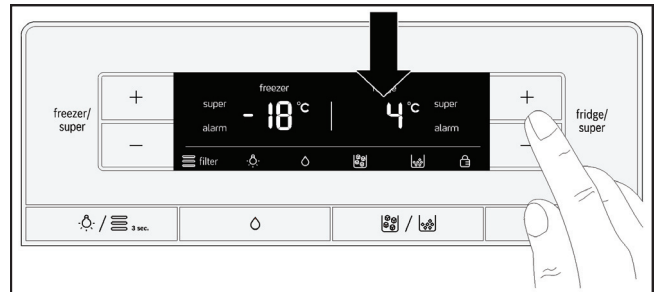 freezer
super
super
- 18 °C
4 °C
alarm
alarm
filter
+
-
+
-
freezer/
super
fridge/
super
/ 3 sec.
/